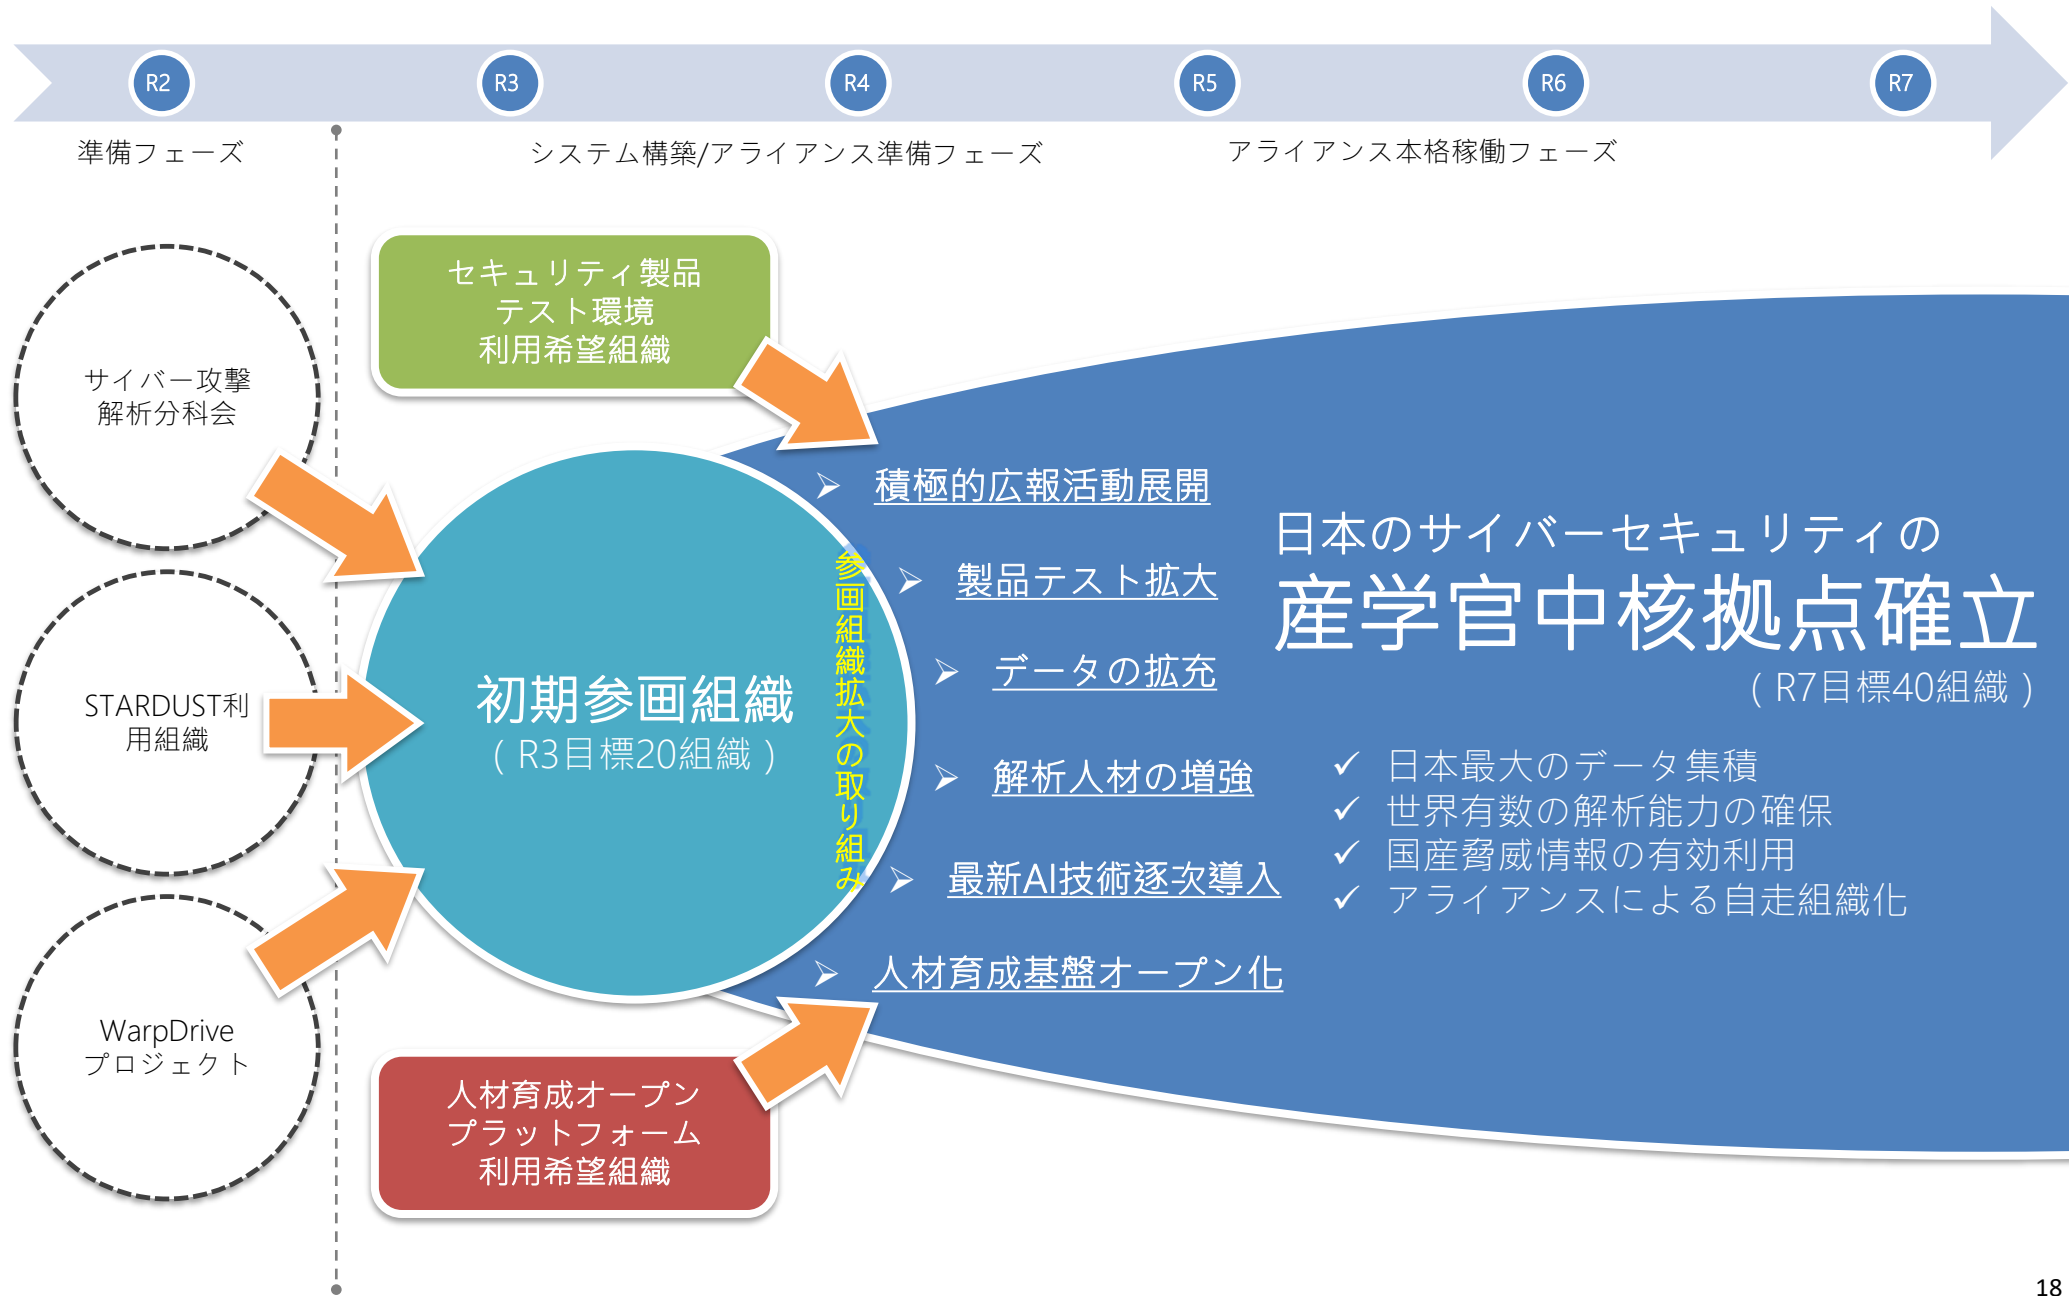 R2
R3
R4
R5
R6
R7
準備フェーズ
システム構築/アライアンス準備フェーズ
アライアンス本格稼働フェーズ
サイバー攻撃
解析分科会
STARDUST利
用組織
WarpDrive
プロジェクト
セキュリティ製品
テスト環境
利用希望組織
初期参画組織
（R3目標20組織）
参画組織拡大の取り組み
人材育成オープン
プラットフォーム
利用希望組織
➢ 積極的広報活動展開
➢ 製品テスト拡大
➢ データの拡充
➢ 解析人材の増強
➢ 最新AI技術逐次導入
➢ 人材育成基盤オープン化
日本のサイバーセキュリティの
産学官中核拠点確立
（R7目標40組織）
✓ 日本最大のデータ集積
✓ 世界有数の解析能力の確保
✓ 国産脅威情報の有効利用
✓ アライアンスによる自走組織化
18